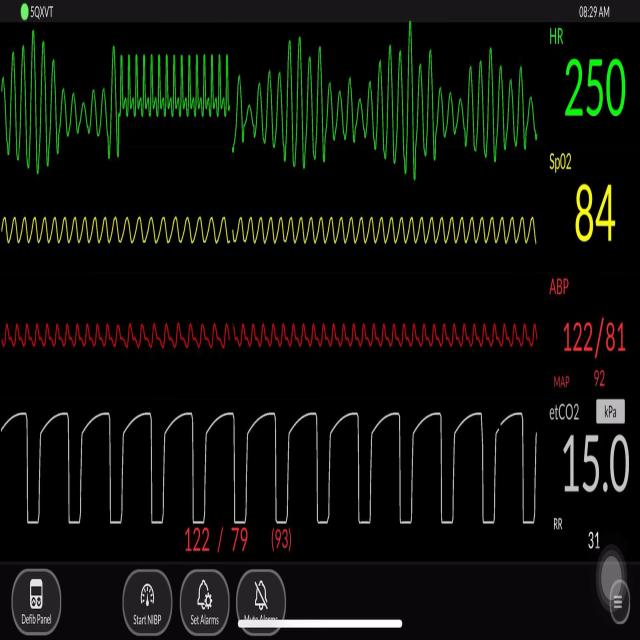 5QXVT
08:29 AM
HR
250
SpO2
84
ABP
122/81
MAP 92
etCO2 kPa
15.0
RR
31
122 / 79 (93)
Defib Panel
Start NIBP
Set Alarms
Mute Alarms